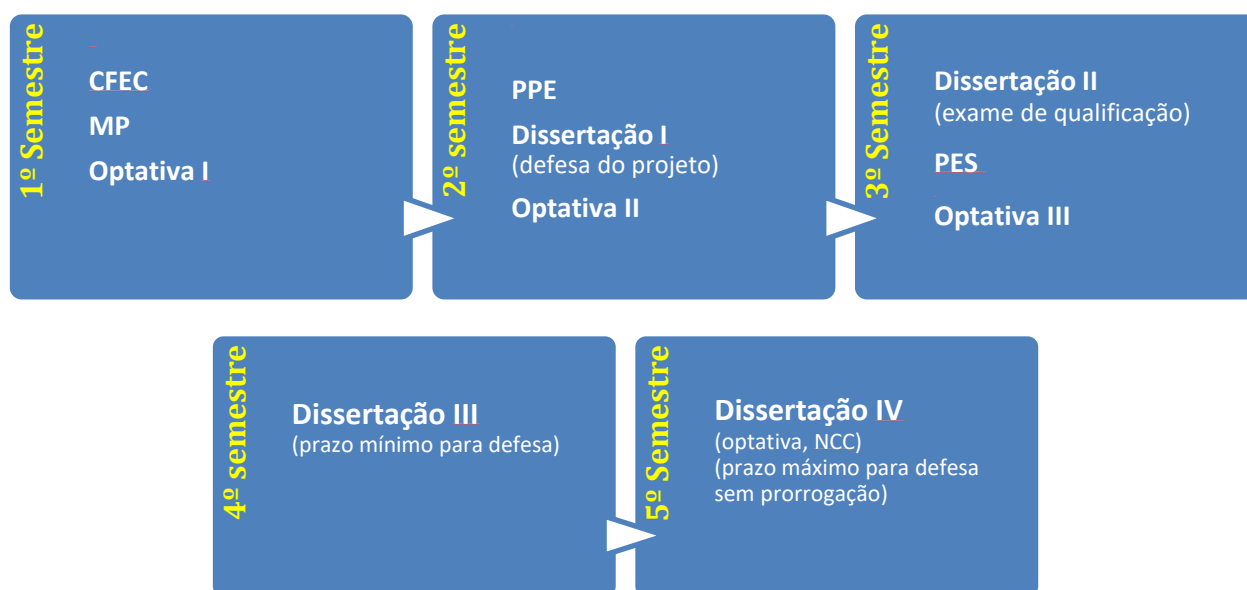 1º Semestre
CFEC
MP
Optativa I
2º semestre
PPE
Dissertação I
(defesa do projeto)
Optativa II
3º Semestre
Dissertação II
(exame de qualificação)
PES
Optativa III
4º semestre
Dissertação III
(prazo mínimo para defesa)
5º Semestre
Dissertação IV
(optativa, NCC)
(prazo máximo para defesa
sem prorrogação)